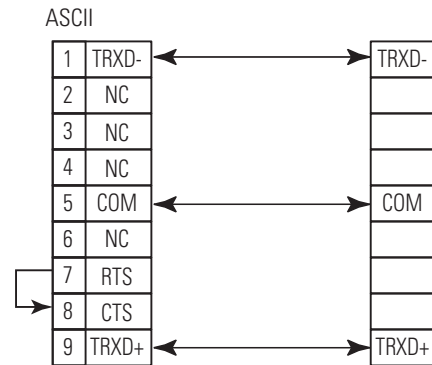 ASCII
1 TRXD- TRXD-
2 NC
3 NC
4 NC
5 COM COM
6 NC
7 RTS
8 CTS
9 TRXD+ TRXD+